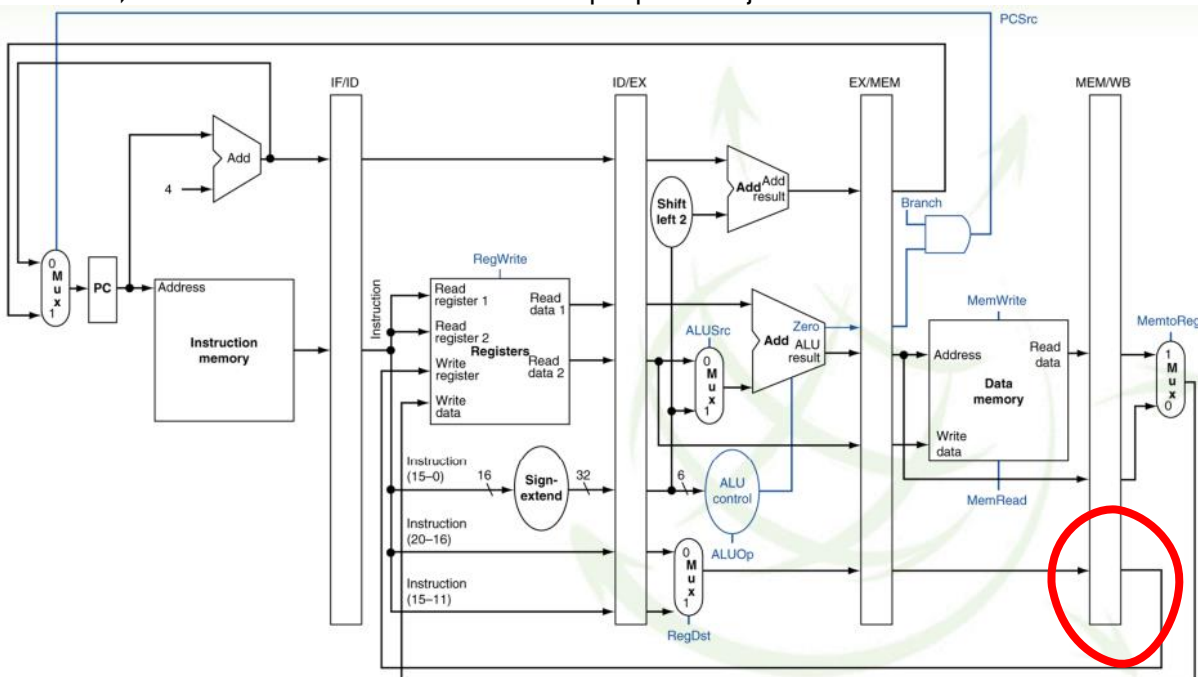 PCSrc
IF/ID
ID/EX
EX/MEM
MEM/WB
Add
4
Shift
left 2
Add Add
result
Branch
0
M
u
x
1
PC
Address
Instruction
memory
Instruction
RegWrite
Read
register 1
Read
register 2
Write
register
Write
data
Registers
Read
data 1
Read
data 2
ALUSrc
0
M
u
x
1
Add
Zero
ALU
result
MemWrite
Address
Read
data
Data
memory
Write
data
MemRead
MemtoReg
1
M
u
x
0
Instruction
(15–0)
16
Sign-
extend
32
6
ALU
control
ALUOp
Instruction
(20–16)
Instruction
(15–11)
0
M
u
x
1
RegDst